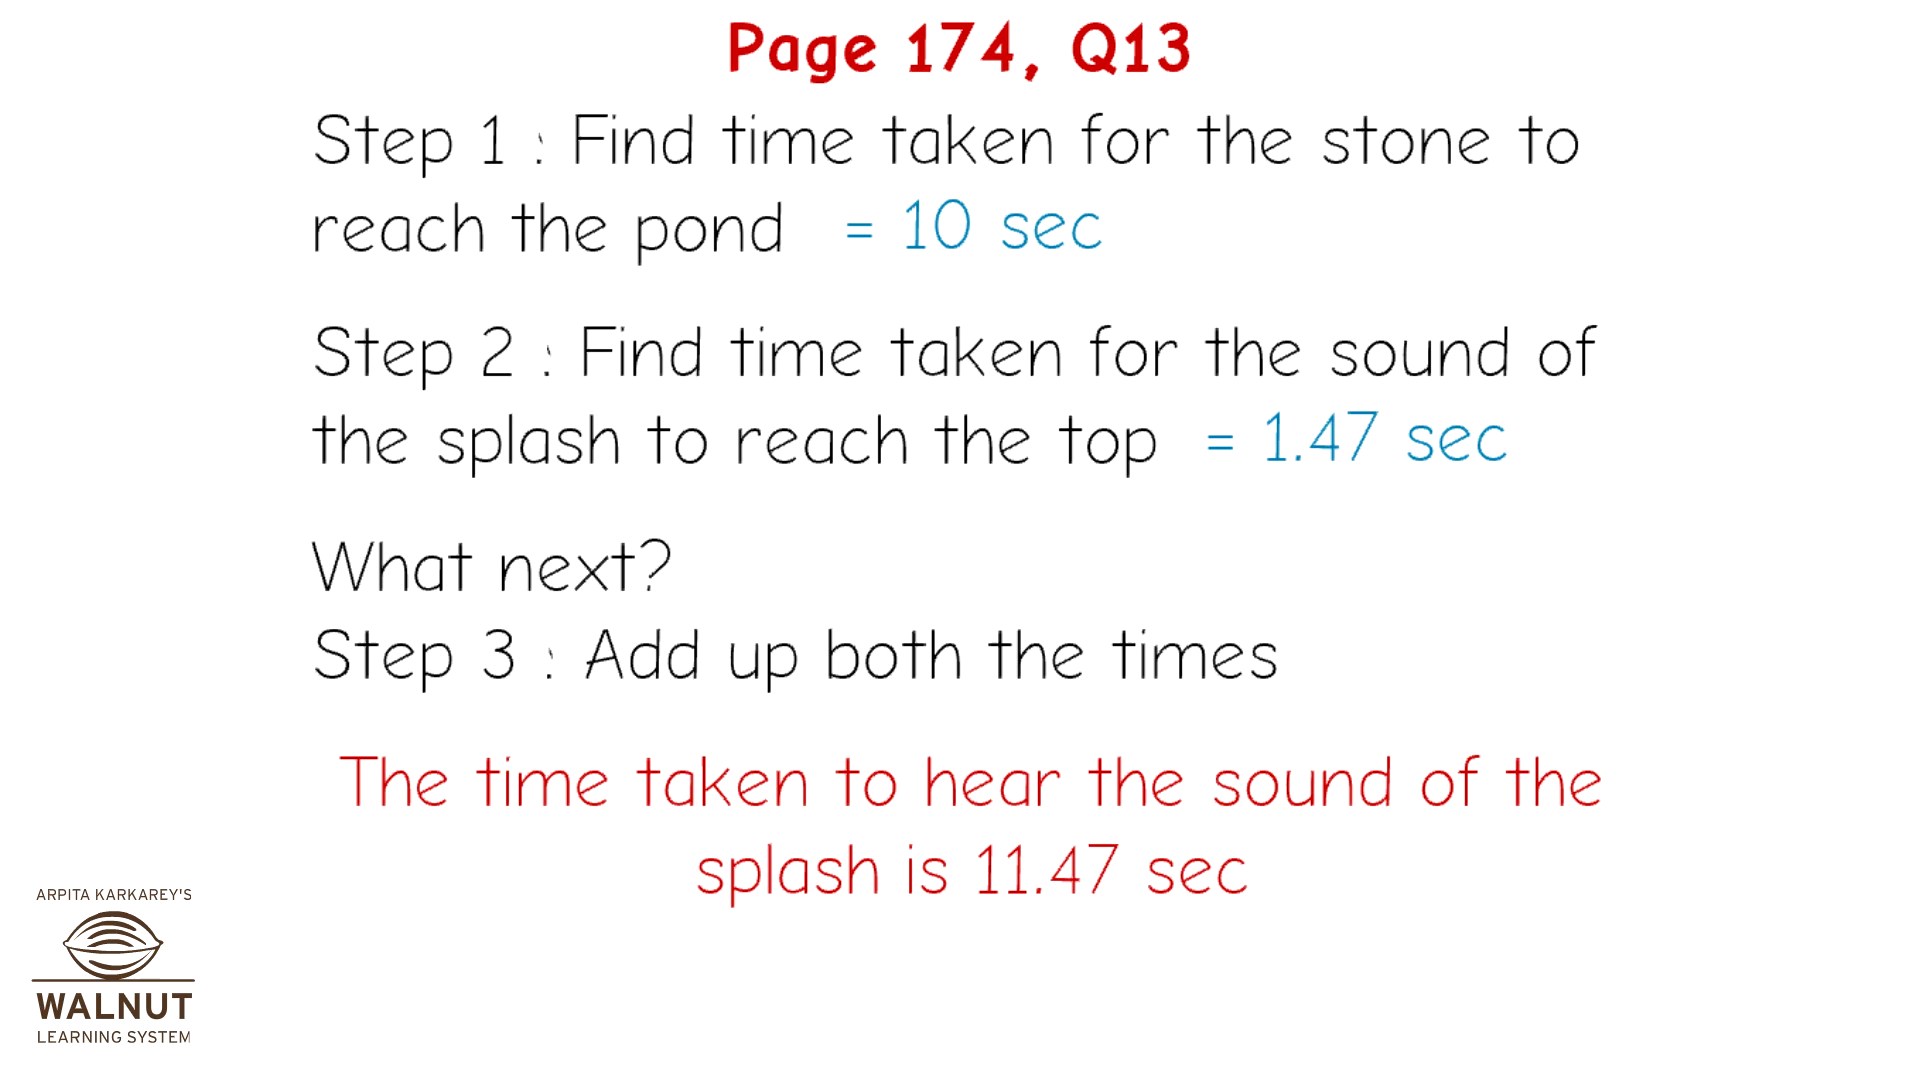 Page 174, Q13
Step 1 : Find time taken for the stone to
reach the pond = 10 sec
Step 2 : Find time taken for the sound of
the splash to reach the top = 1.47 sec
What next?
Step 3 : Add up both the times
The time taken to hear the sound of the
splash is 11.47 sec
ARPITA KARKAREY'S
WALNUT
LEARNING SYSTEM